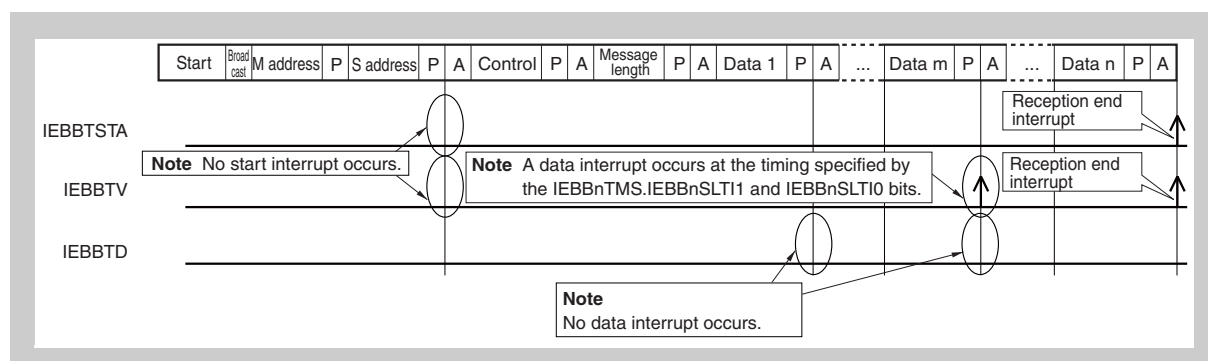 Start Broad cast M address P S address P A Control P A Message length P A Data 1 P A ... Data m P A ... Data n P A
IEBBTSTA
Reception end
interrupt
Note No start interrupt occurs.
IEBBTV
Note A data interrupt occurs at the timing specified by
the IEBBnTMS.IEBBnSLTI1 and IEBBnSLTI0 bits.
Reception end
interrupt
IEBBTD
Note
No data interrupt occurs.